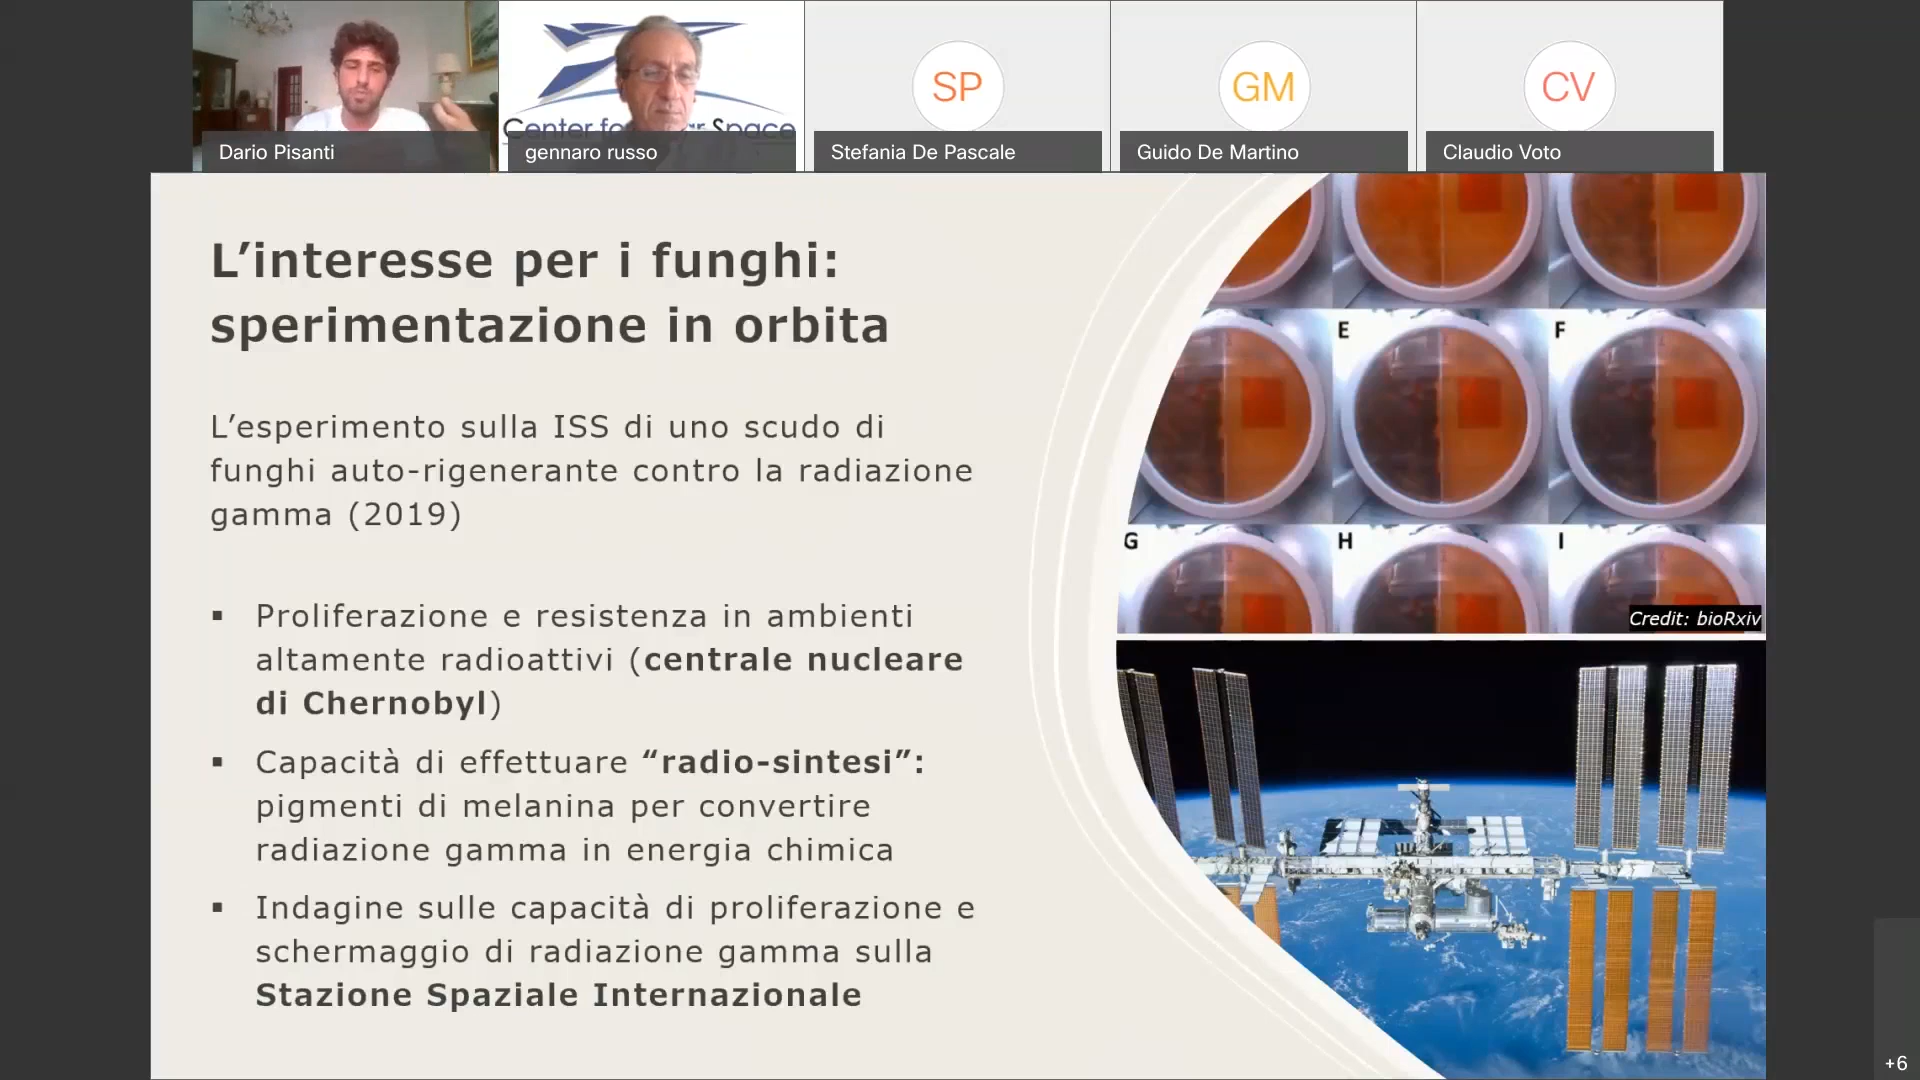 SP
GM
CV
Center for
Space
Dario Pisanti
gennaro russo
Stefania De Pascale
Guido De Martino
Claudio Voto
L’interesse per i funghi:
sperimentazione in orbita
L’esperimento sulla ISS di uno scudo di
funghi auto-rigenerante contro la radiazione
gamma (2019)
▪ Proliferazione e resistenza in ambienti
altamente radioattivi (centrale nucleare
di Chernobyl)
▪ Capacità di effettuare “radio-sintesi”:
pigmenti di melanina per convertire
radiazione gamma in energia chimica
▪ Indagine sulle capacità di proliferazione e
schermaggio di radiazione gamma sulla
Stazione Spaziale Internazionale
E
F
G
H
I
Credit: bioRxiv
+6